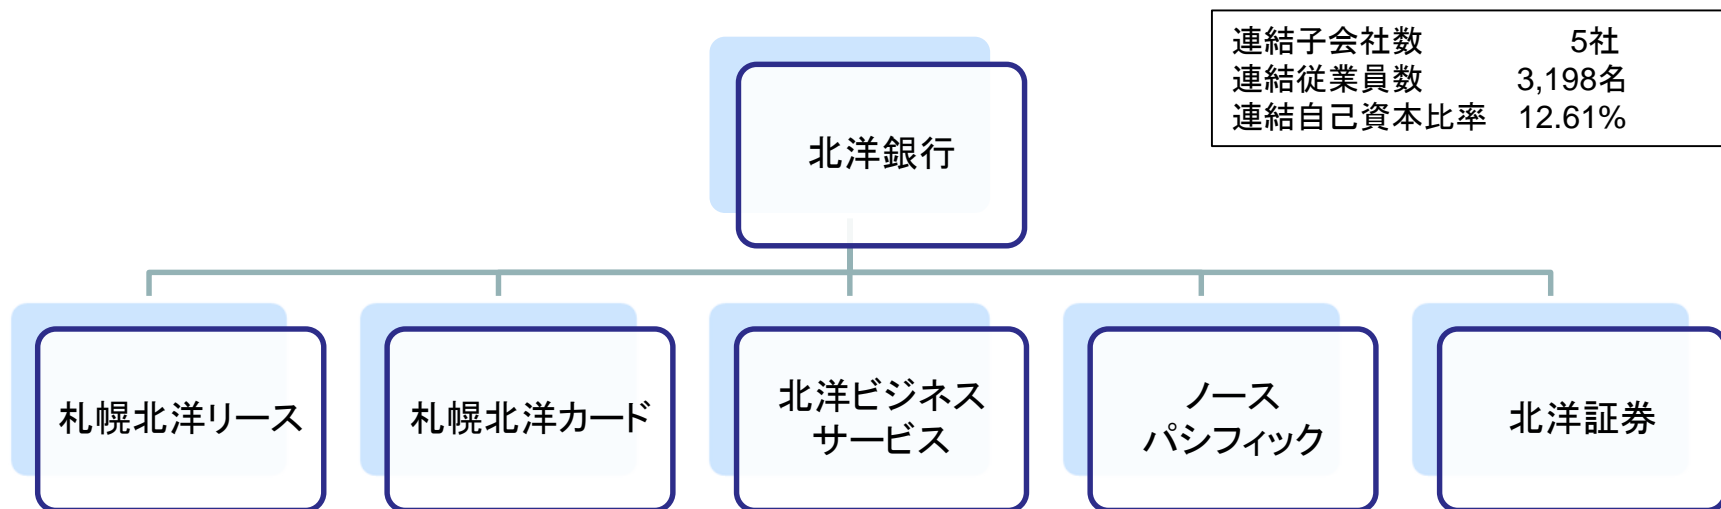 連結子会社数 5社
連結従業員数 3,198名
連結自己資本比率 12.61%
北洋銀行
札幌北洋リース
札幌北洋カード
北洋ビジネス
サービス
ノース
パシフィック
北洋証券